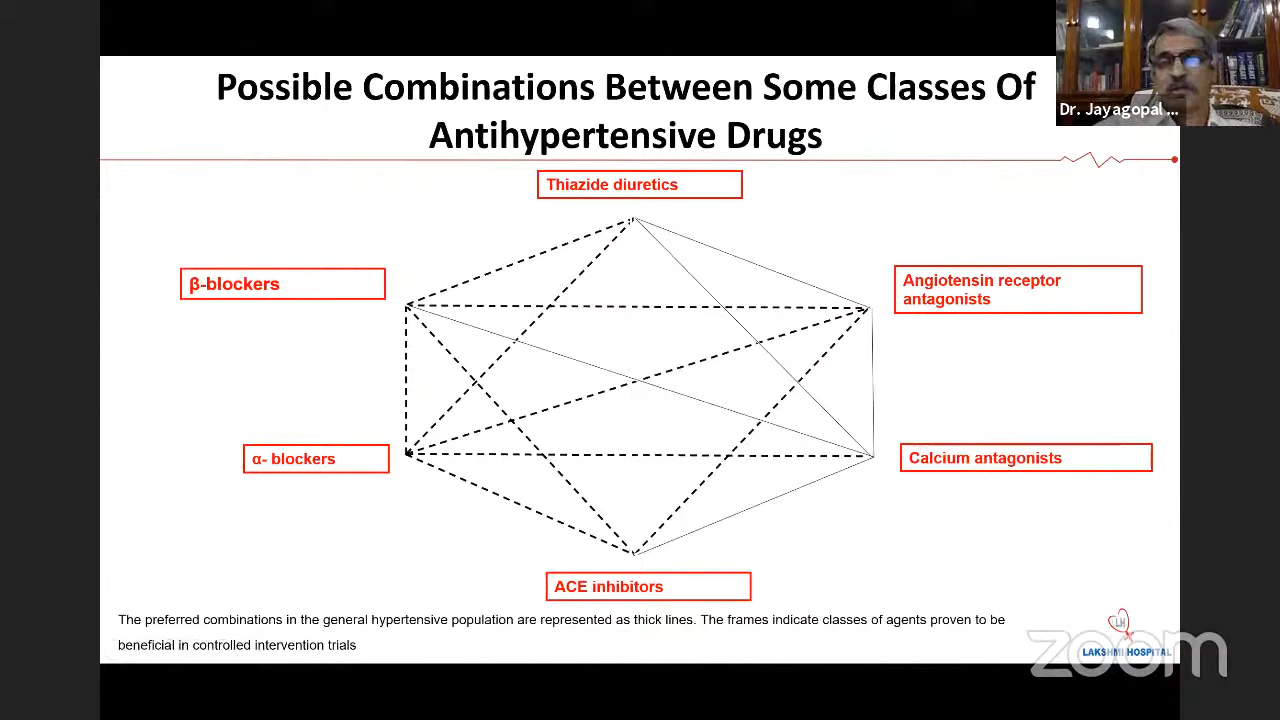 Possible Combinations Between Some Classes Of
Antihypertensive Drugs
Dr. Jayagopal ...
Thiazide diuretics
β-blockers
Angiotensin receptor
antagonists
α- blockers
Calcium antagonists
ACE inhibitors
The preferred combinations in the general hypertensive population are represented as thick lines. The frames indicate classes of agents proven to be
beneficial in controlled intervention trials
LH
LAKSHMI HOSPITAL
zoom